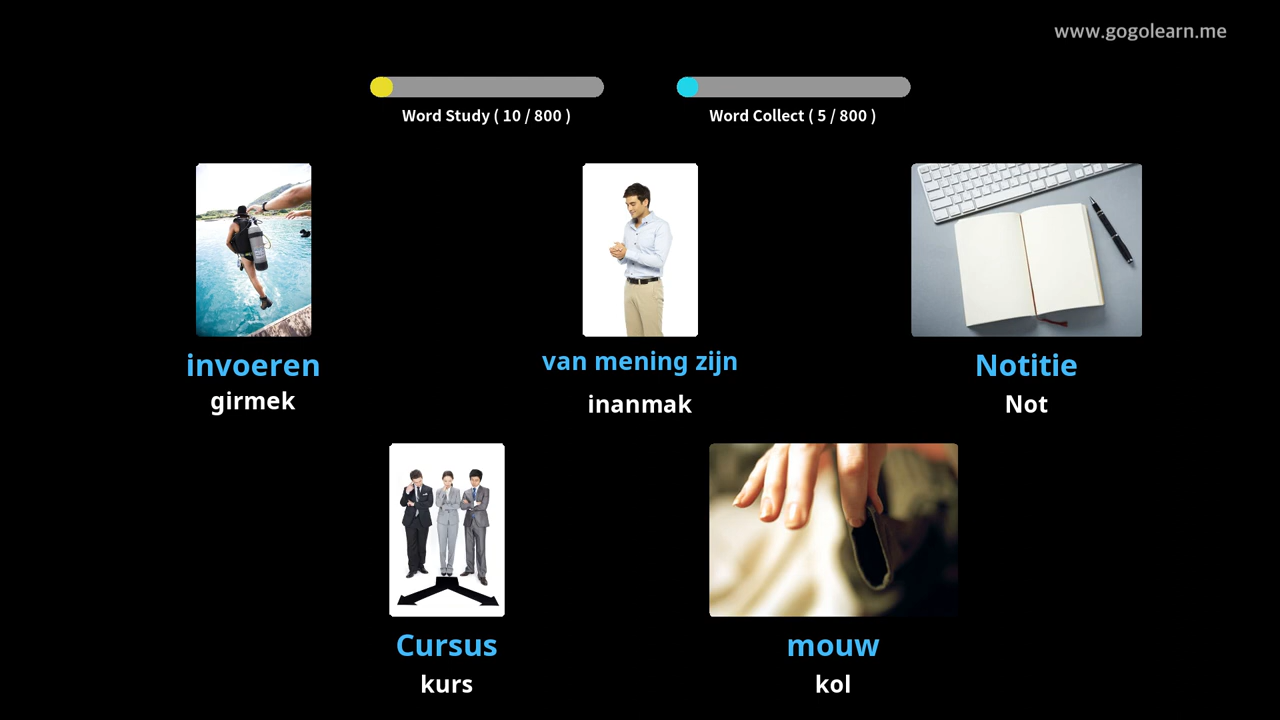 www.gogolearn.me
Word Study ( 10 / 800 )
Word Collect ( 5 / 800 )
invoeren
girmek
van mening zijn
inanmak
Notitie
Not
Cursus
kurs
mouw
kol